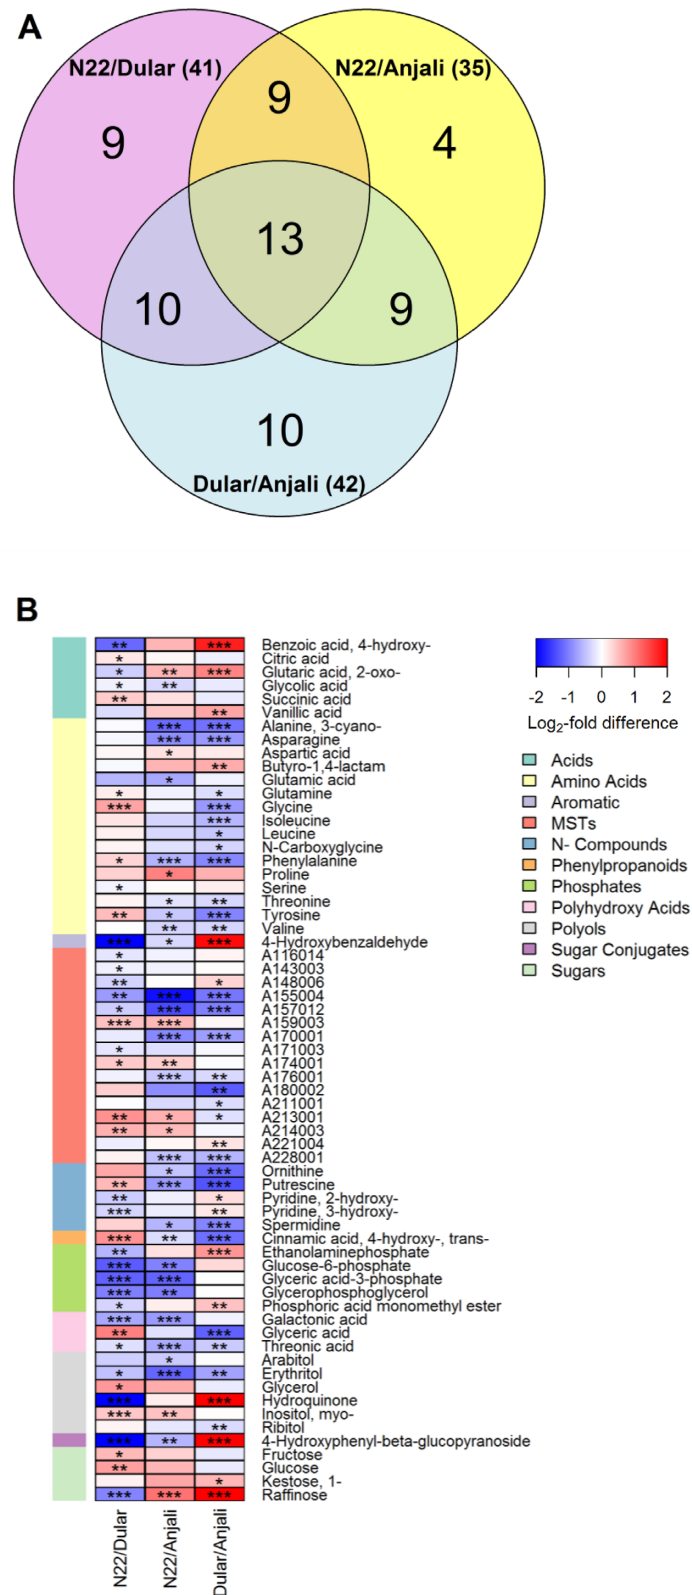 A
N22/Dular (41)
N22/Anjali (35)
9
9
4
13
10
9
10
Dular/Anjali (42)
B
** *** Benzoic acid, 4-hydroxy-
* Citric acid
* ** *** Glutaric acid, 2-oxo-
* ** Glycolic acid
** Succinic acid
** Vanillic acid
*** *** Alanine, 3-cyano-
*** *** Asparagine
* Aspartic acid
** Butyro-1,4-lactam
* Glutamic acid
* * Glutamine
*** *** Glycine
*** Isoleucine
* Leucine
* N-Carboxyglycine
* *** *** Phenylalanine
* Proline
* Serine
* ** Threonine
** * *** Tyrosine
** ** Valine
*** * *** 4-Hydroxybenzaldehyde
* A116014
* A143003
** * A148006
** *** *** A155004
* *** *** A157012
*** *** A159003
*** *** A170001
* A171003
* ** A174001
*** ** A176001
** A180002
* A211001
** * * A213001
** * A214003
** A221004
*** *** A228001
* *** Ornithine
** *** *** Putrescine
** * Pyridine, 2-hydroxy-
*** ** Pyridine, 3-hydroxy-
* *** Spermidine
*** ** *** Cinnamic acid, 4-hydroxy-, trans-
** *** Ethanolaminephosphate
*** ** Glucose-6-phosphate
*** *** Glyceric acid-3-phosphate
*** ** Glycerophosphoglycerol
* ** Phosphoric acid monomethyl ester
*** *** Galactonic acid
** *** Glyceric acid
* *** ** Threonic acid
* Arabitol
* *** ** Erythritol
* Glycerol
*** *** Hydroquinone
*** ** Inositol, myo-
** Ribitol
*** ** *** 4-Hydroxyphenyl-beta-glucopyranoside
* Fructose
** Glucose
* Kestose, 1-
*** *** *** Raffinose
N22/Dular
N22/Anjali
Dular/Anjali
-2 -1 0 1 2
Log2-fold difference
Acids
Amino Acids
Aromatic
MSTs
N- Compounds
Phenylpropanoids
Phosphates
Polyhydroxy Acids
Polyols
Sugar Conjugates
Sugars